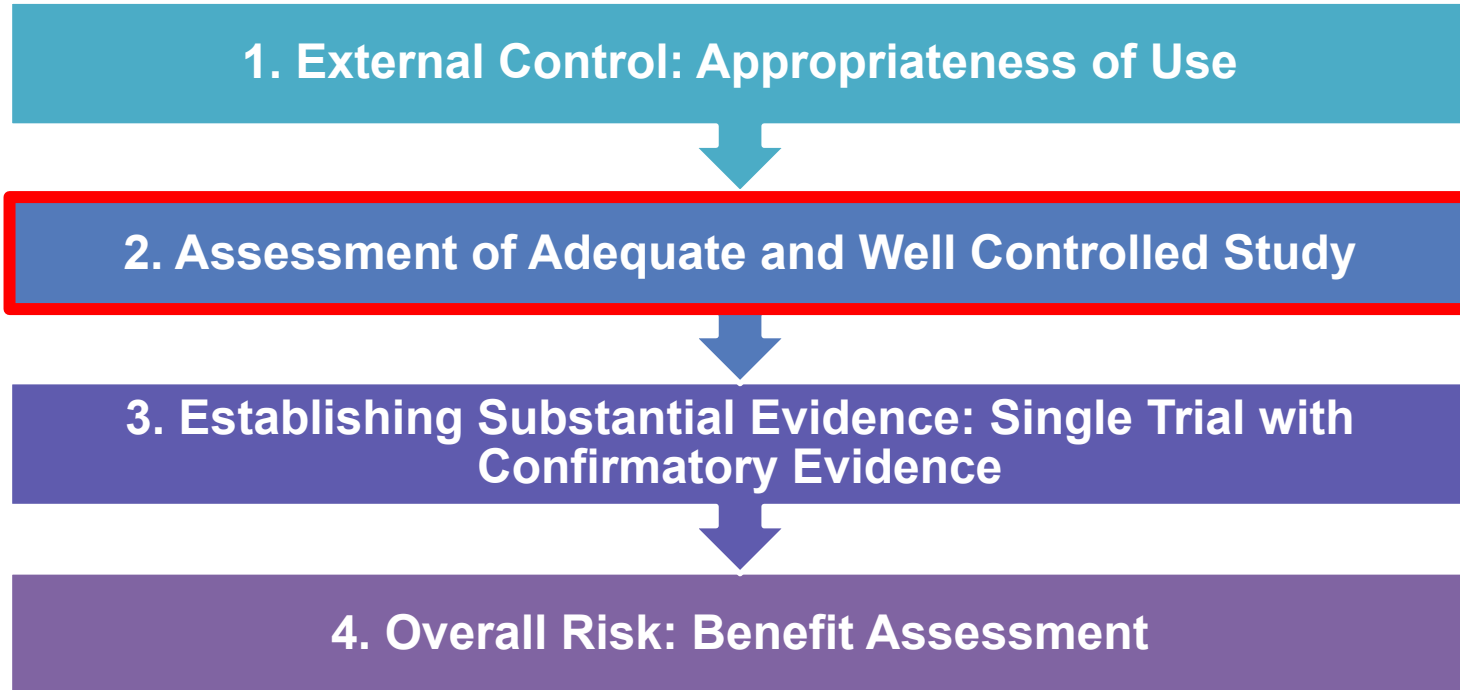 1. External Control: Appropriateness of Use
2. Assessment of Adequate and Well Controlled Study
3. Establishing Substantial Evidence: Single Trial with
Confirmatory Evidence
4. Overall Risk: Benefit Assessment